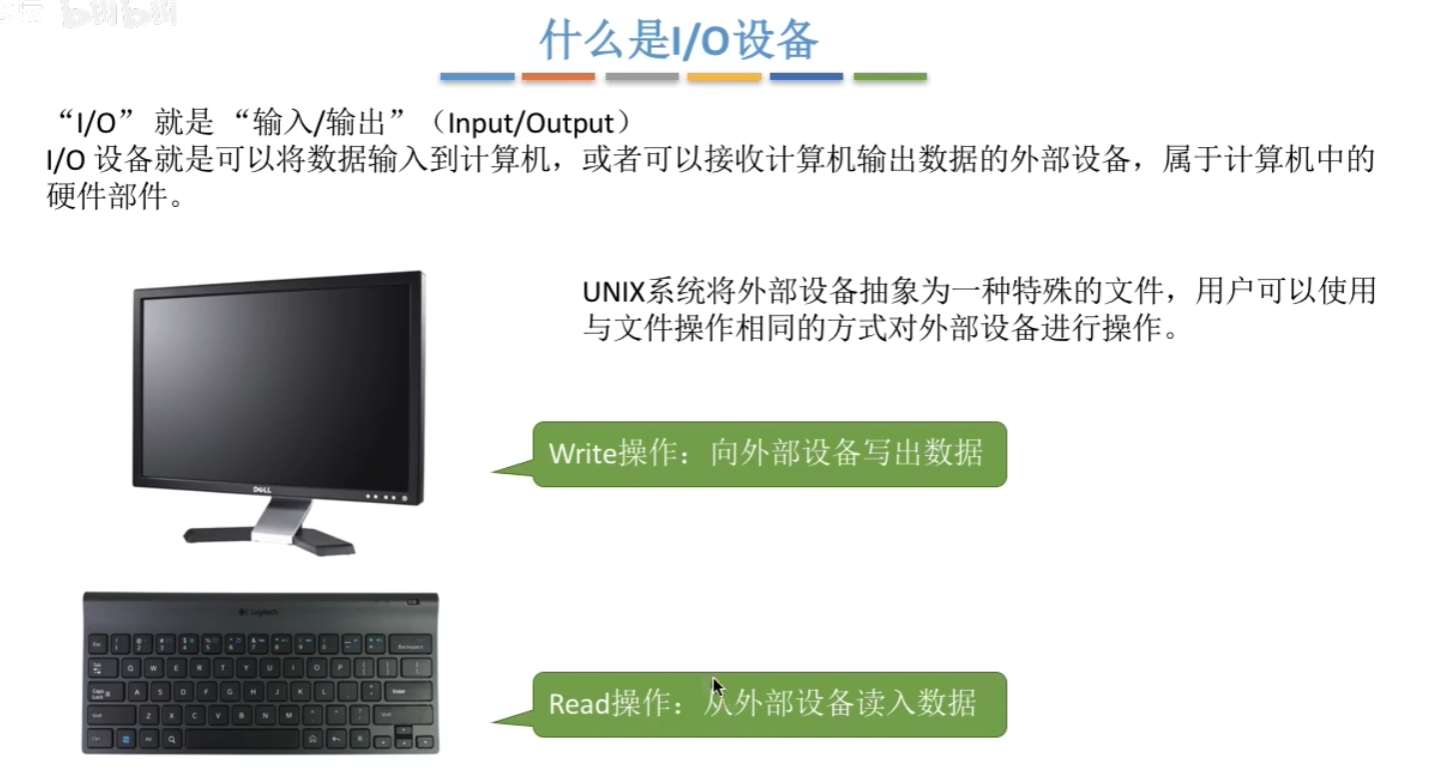 什么是I/O设备
“I/O” 就是 “输入/输出”（Input/Output）
I/O 设备就是可以将数据输入到计算机，或者可以接收计算机输出数据的外部设备，属于计算机中的
硬件部件。
UNIX系统将外部设备抽象为一种特殊的文件，用户可以使用
与文件操作相同的方式对外部设备进行操作。
Write操作：向外部设备写出数据
DELL
Logitech
Read操作：从外部设备读入数据